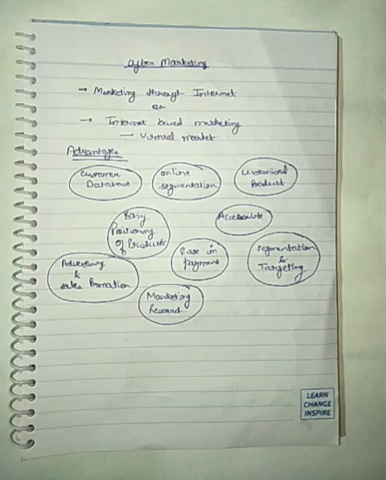 Cyber Marketing
→ Marketing through Internet
or
→ Internet based marketing
→ Virtual market
Advantages
Customer
Database
online
segmentation
Customized
Product
Easy
Positioning
of Products
Accessible
Advertising
&
sales Promotion
Ease in
payment
Segmentation
&
Targeting
Marketing
Research
LEARN
CHANGE
INSPIRE